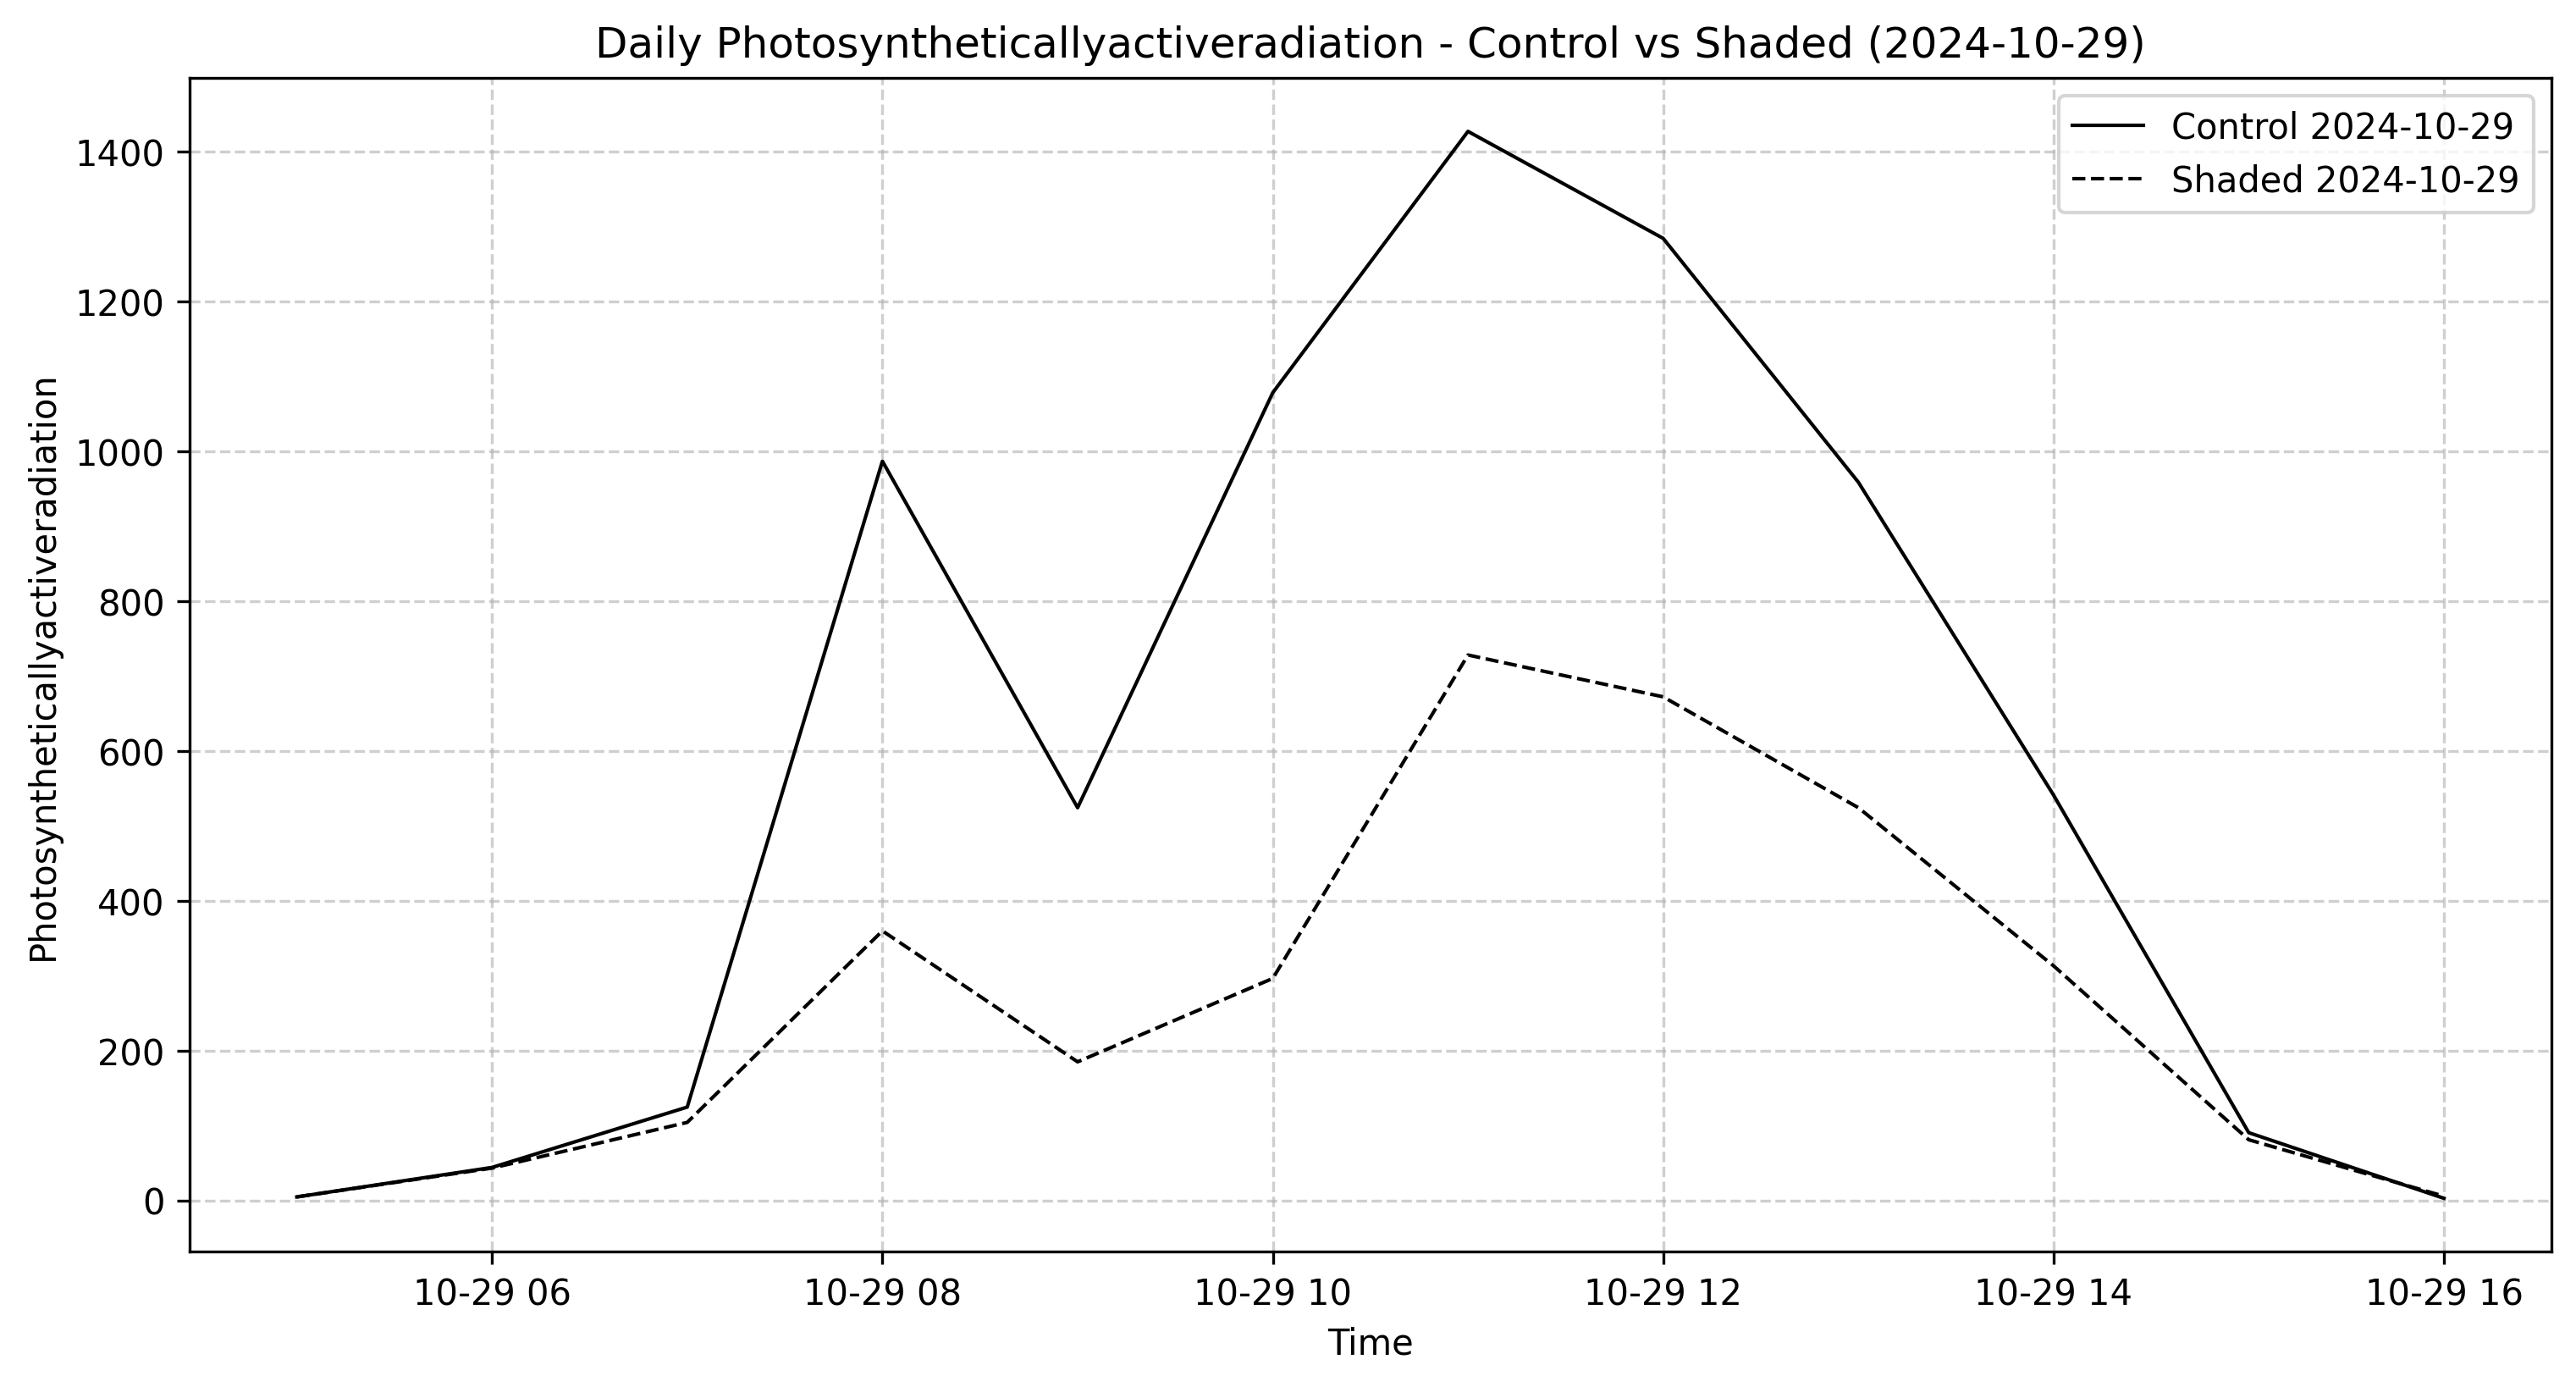 Daily Photosyntheticallyactiveradiation - Control vs Shaded (2024-10-29)
Control 2024-10-29
Shaded 2024-10-29
Photosyntheticallyactiveradiation
1400
1200
1000
800
600
400
200
0
10-29 06
10-29 08
10-29 10
10-29 12
10-29 14
10-29 16
Time